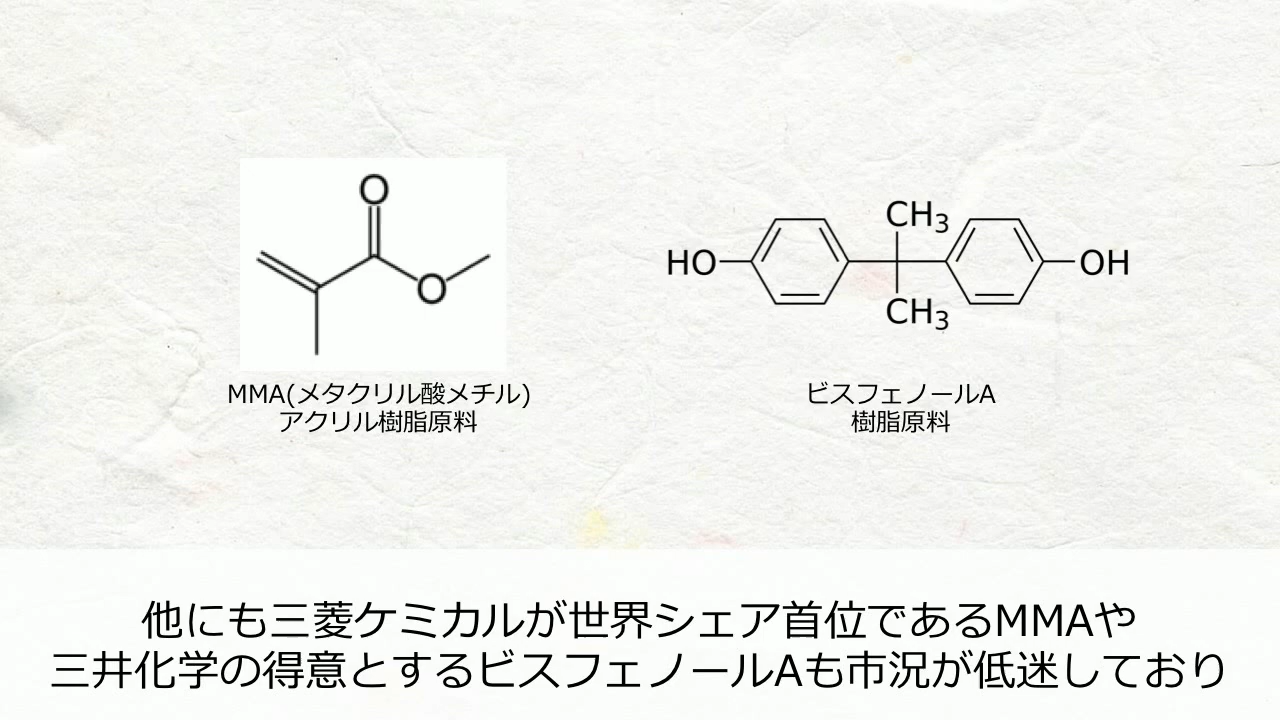 O
O
MMA(メタクリル酸メチル)
アクリル樹脂原料
CH₃
HO
OH
CH₃
ビスフェノールA
樹脂原料
他にも三菱ケミカルが世界シェア首位であるMMAや
三井化学の得意とするビスフェノールAも市況が低迷しており